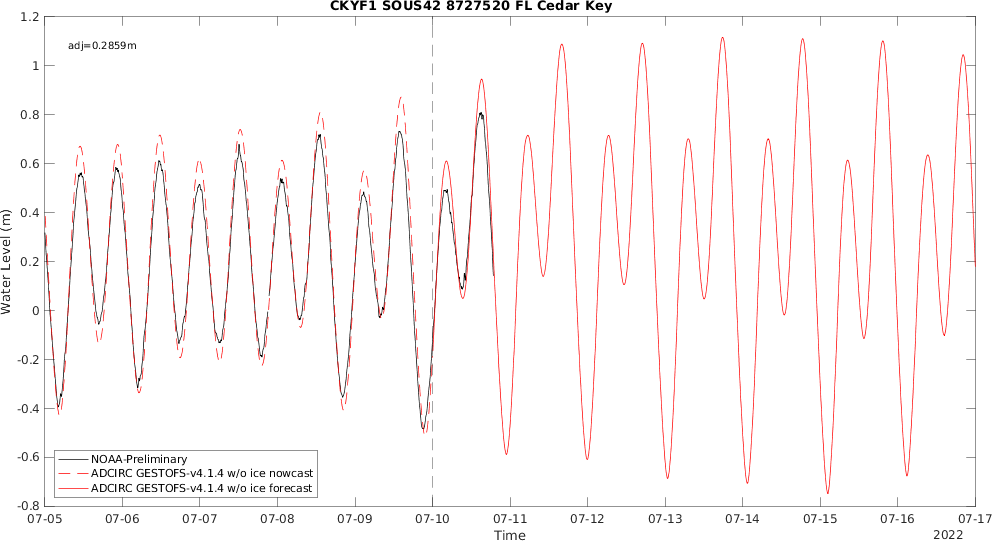 CKYF1 SOUS42 8727520 FL Cedar Key
adj=0.2859m
1.2
1
0.8
0.6
0.4
0.2
0
-0.2
-0.4
-0.6
-0.8
Water Level (m)
NOAA-Preliminary
ADCIRC GESTOFS-v4.1.4 w/o ice nowcast
ADCIRC GESTOFS-v4.1.4 w/o ice forecast
07-05 07-06 07-07 07-08 07-09 07-10 07-11 07-12 07-13 07-14 07-15 07-16 07-17
Time
2022